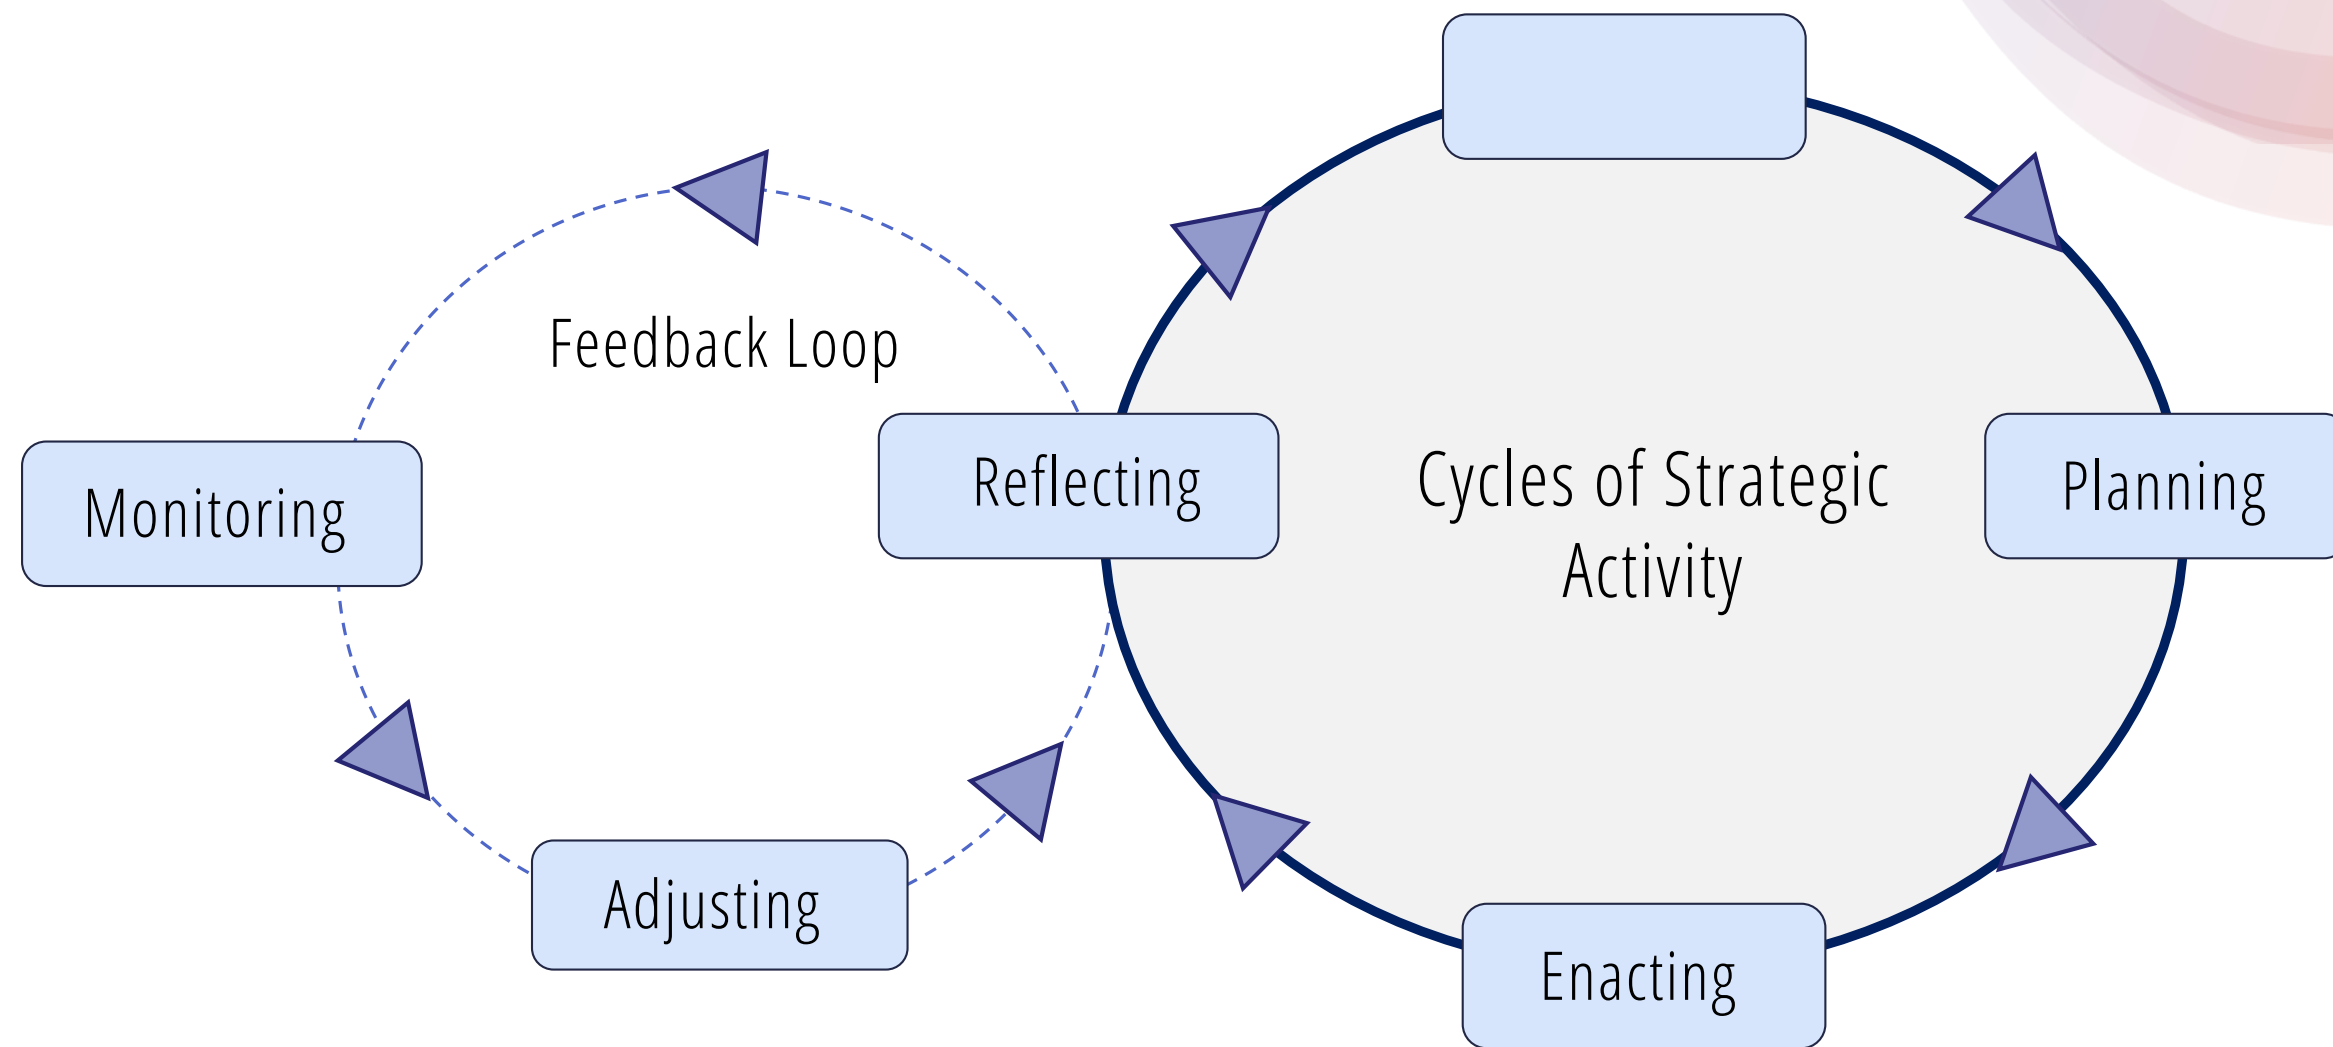 Feedback Loop
Monitoring
Reflecting
Adjusting
Cycles of Strategic
Activity
Planning
Enacting